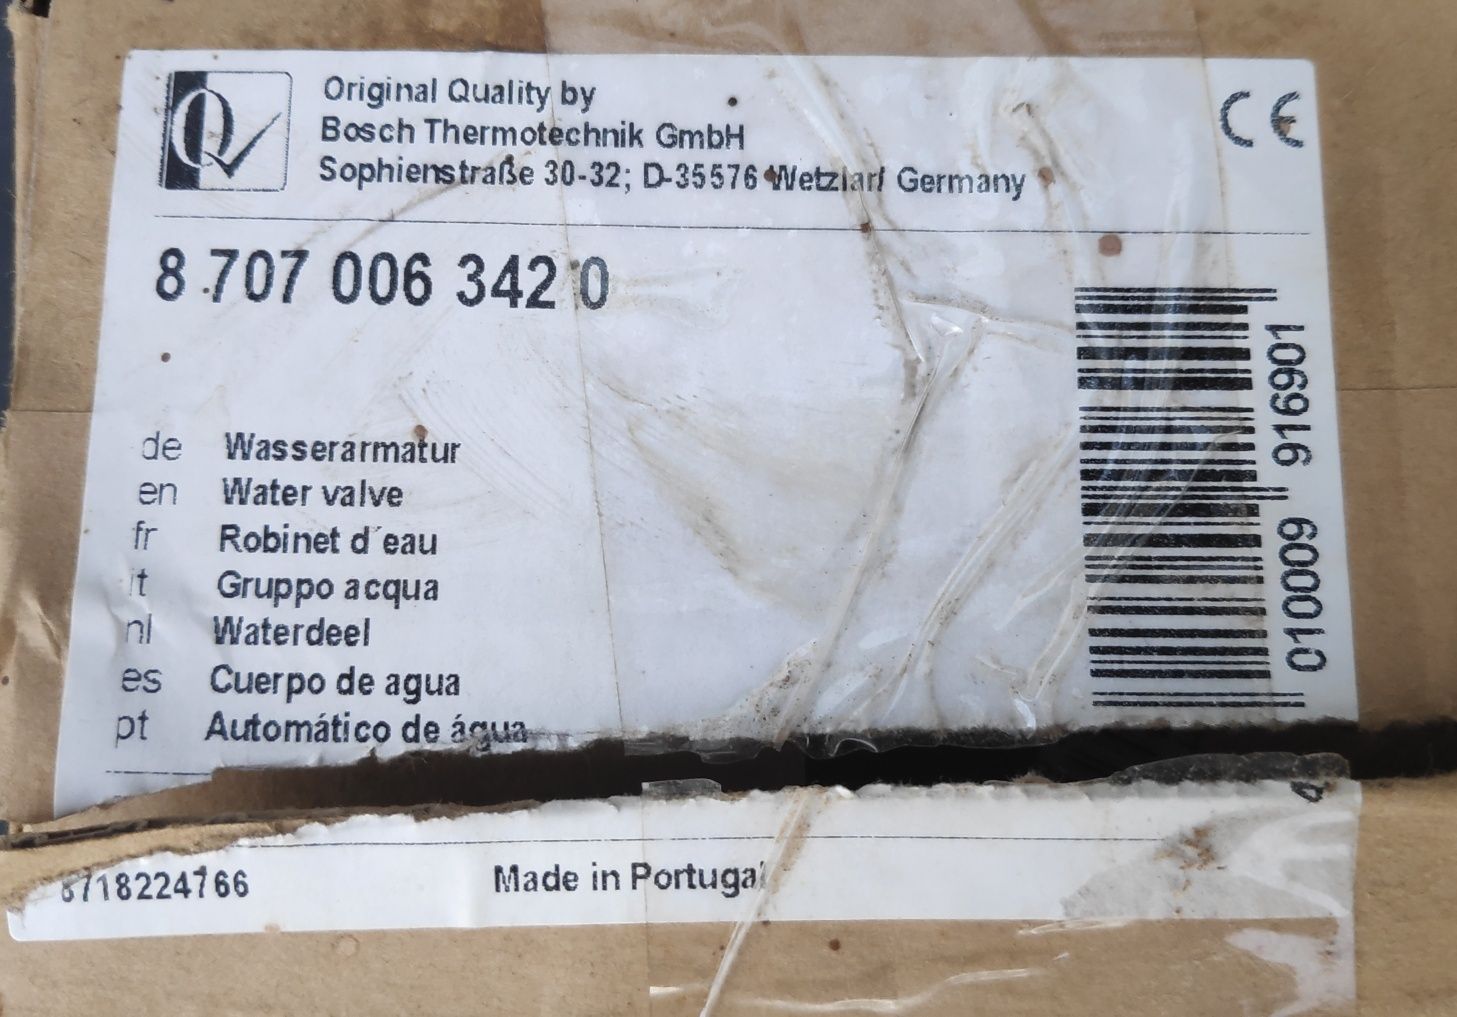 Original Quality by
Bosch Thermotechnik GmbH
Sophienstraße 30-32; D-35576 Wetzlar/ Germany
CE
8 707 006 342 0
de Wasserarmatur
en Water valve
fr Robinet d´eau
it Gruppo acqua
nl Waterdeel
es Cuerpo de agua
pt Automático de água
4 010009 916901
8718224766
Made in Portugal